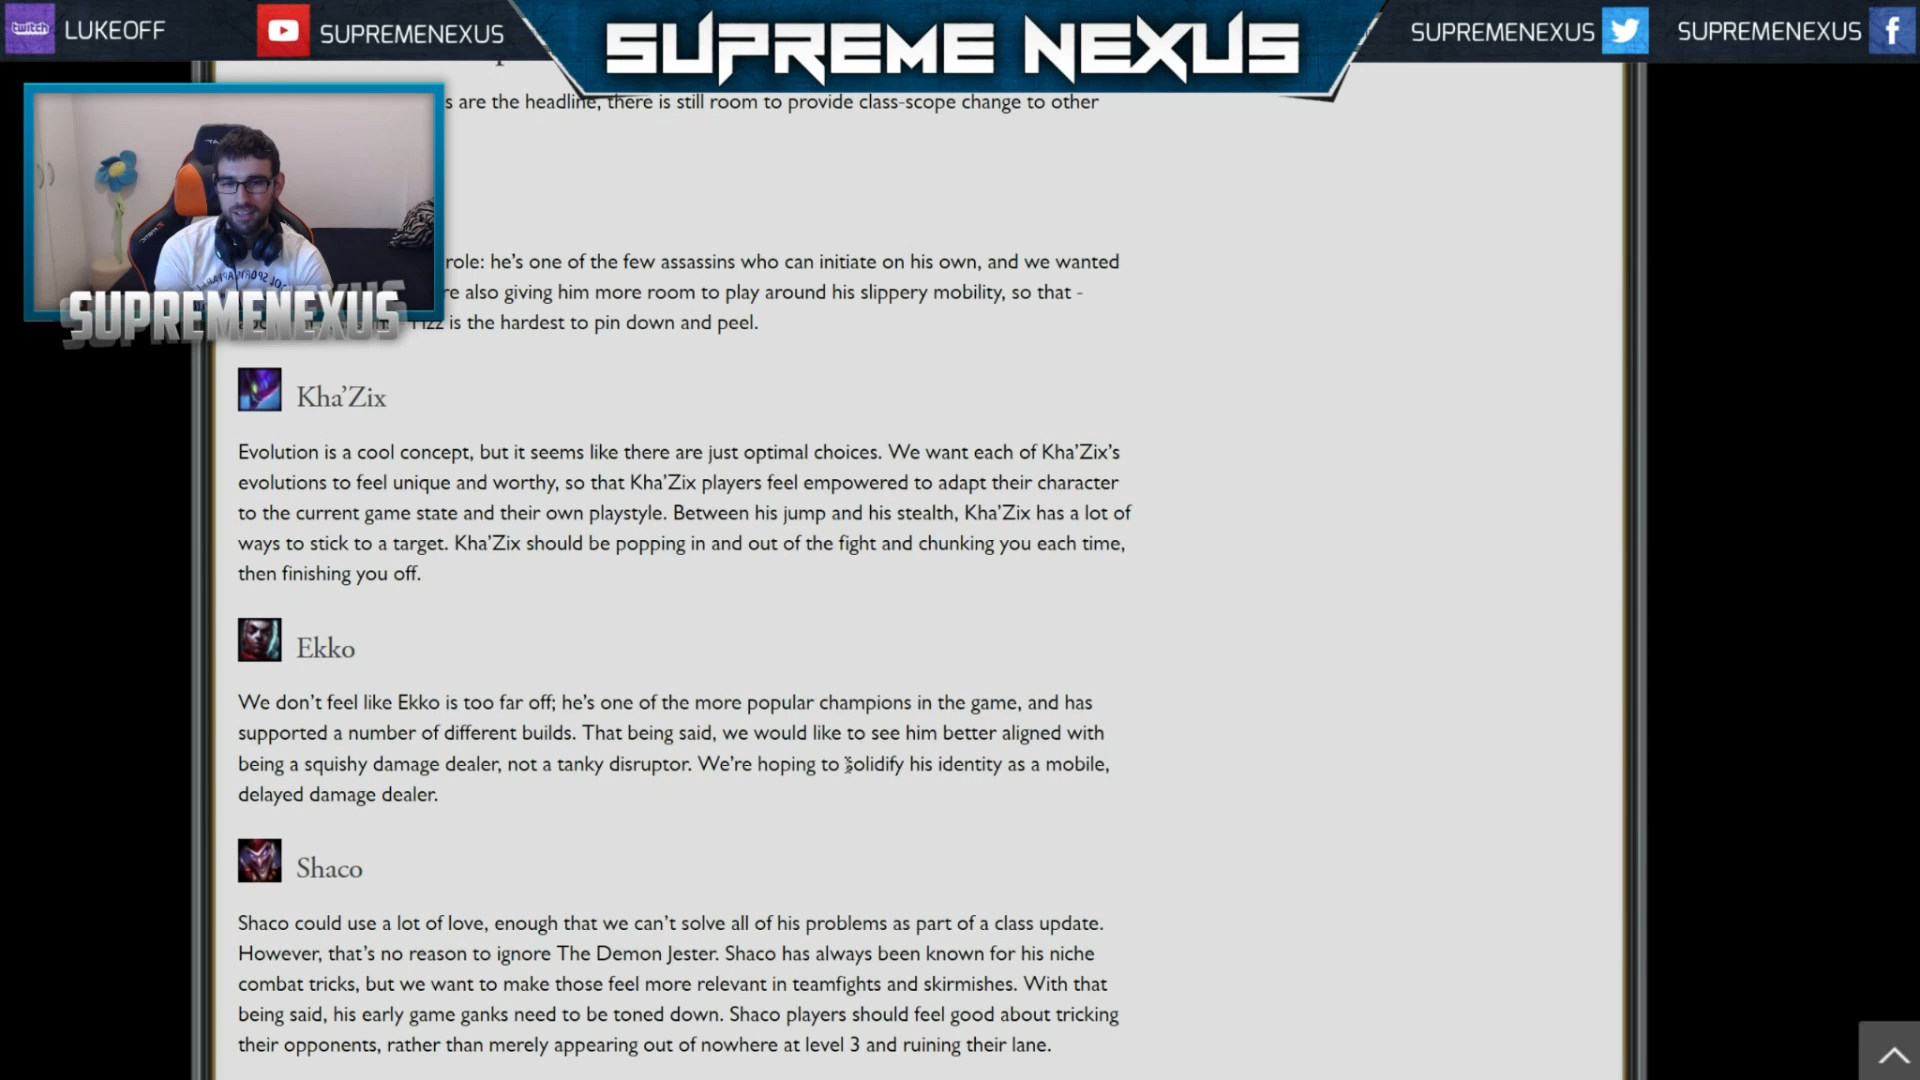 twitch LUKEOFF
SUPREMENEXUS
SUPREME NEXUS
SUPREMENEXUS
SUPREMENEXUS f
s are the headline, there is still room to provide class-scope change to other
role: he's one of the few assassins who can initiate on his own, and we wanted
re also giving him more room to play around his slippery mobility, so that -
SUPREMENEXUS
is the hardest to pin down and peel.
Kha'Zix
Evolution is a cool concept, but it seems like there are just optimal choices. We want each of Kha'Zix's
evolutions to feel unique and worthy, so that Kha'Zix players feel empowered to adapt their character
to the current game state and their own playstyle. Between his jump and his stealth, Kha'Zix has a lot of
ways to stick to a target. Kha'Zix should be popping in and out of the fight and chunking you each time,
then finishing you off.
Ekko
We don't feel like Ekko is too far off; he's one of the more popular champions in the game, and has
supported a number of different builds. That being said, we would like to see him better aligned with
being a squishy damage dealer, not a tanky disruptor. We're hoping to solidify his identity as a mobile,
delayed damage dealer.
Shaco
Shaco could use a lot of love, enough that we can't solve all of his problems as part of a class update.
However, that's no reason to ignore The Demon Jester. Shaco has always been known for his niche
combat tricks, but we want to make those feel more relevant in teamfights and skirmishes. With that
being said, his early game ganks need to be toned down. Shaco players should feel good about tricking
their opponents, rather than merely appearing out of nowhere at level 3 and ruining their lane.